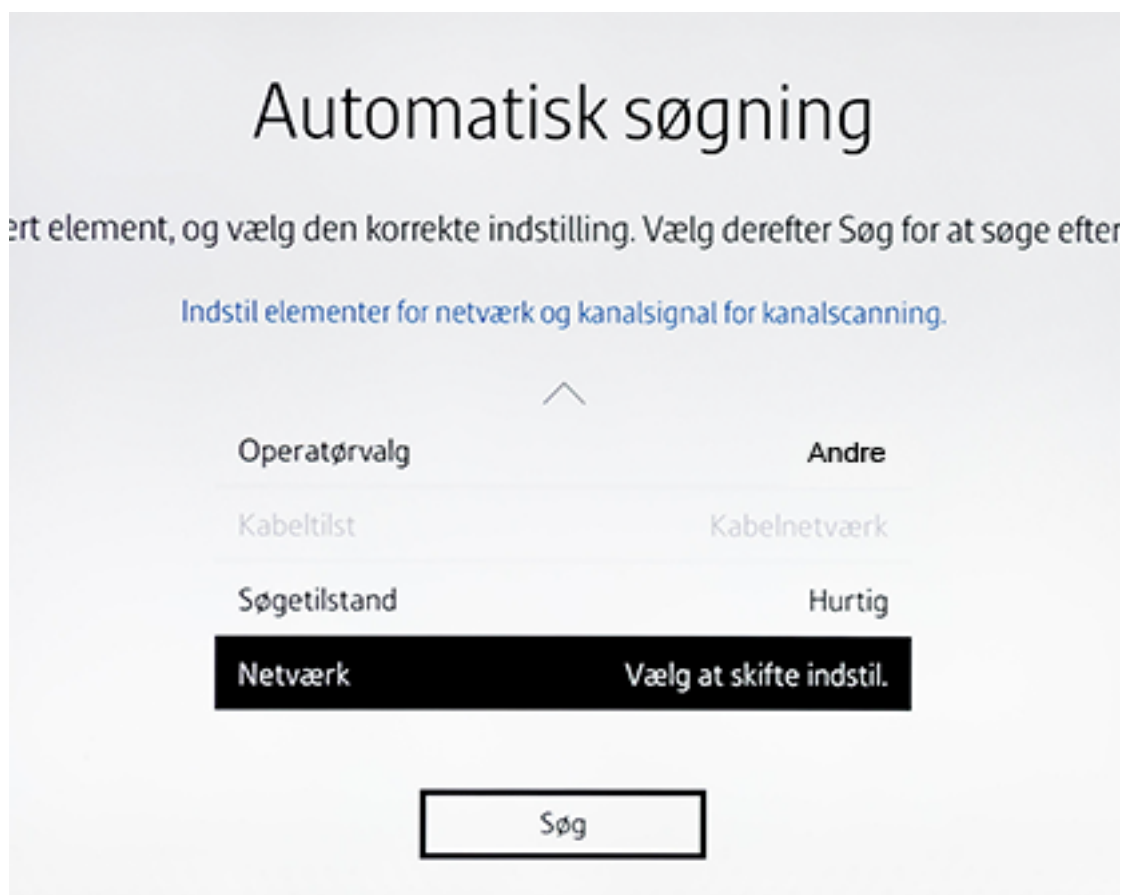 Automatisk søgning
ert element, og vælg den korrekte indstilling. Vælg derefter Søg for at søge efter
Indstil elementer for netværk og kanalsignal for kanalscanning.
Operatørvalg Andre
Kabeltilst Kabelnetværk
Søgetilstand Hurtig
Netværk Vælg at skifte indstil.
Søg